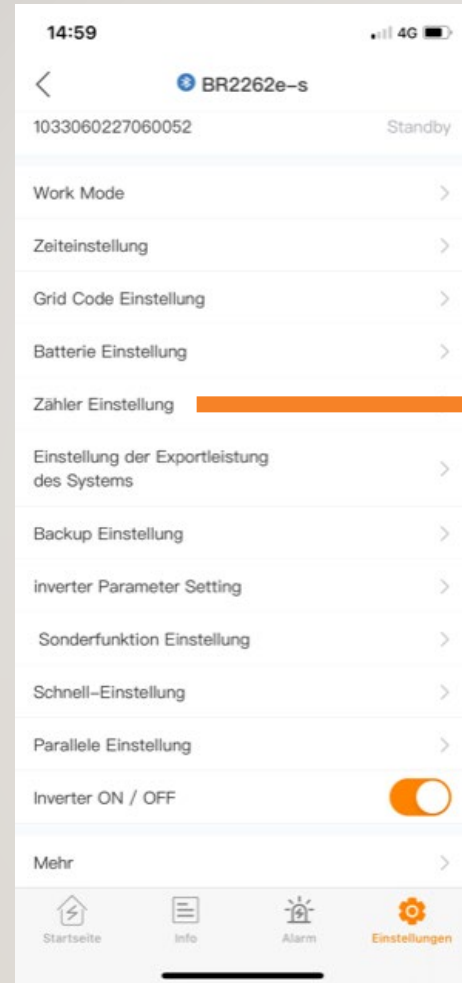 14:59
4G
BR2262e-s
1033060227060052 Standby
Work Mode
Zeiteinstellung
Grid Code Einstellung
Batterie Einstellung
Zähler Einstellung
Einstellung der Exportleistung
des Systems
Backup Einstellung
inverter Parameter Setting
Sonderfunktion Einstellung
Schnell-Einstellung
Parallele Einstellung
Inverter ON / OFF
Mehr
Startseite Info Alarm Einstellungen